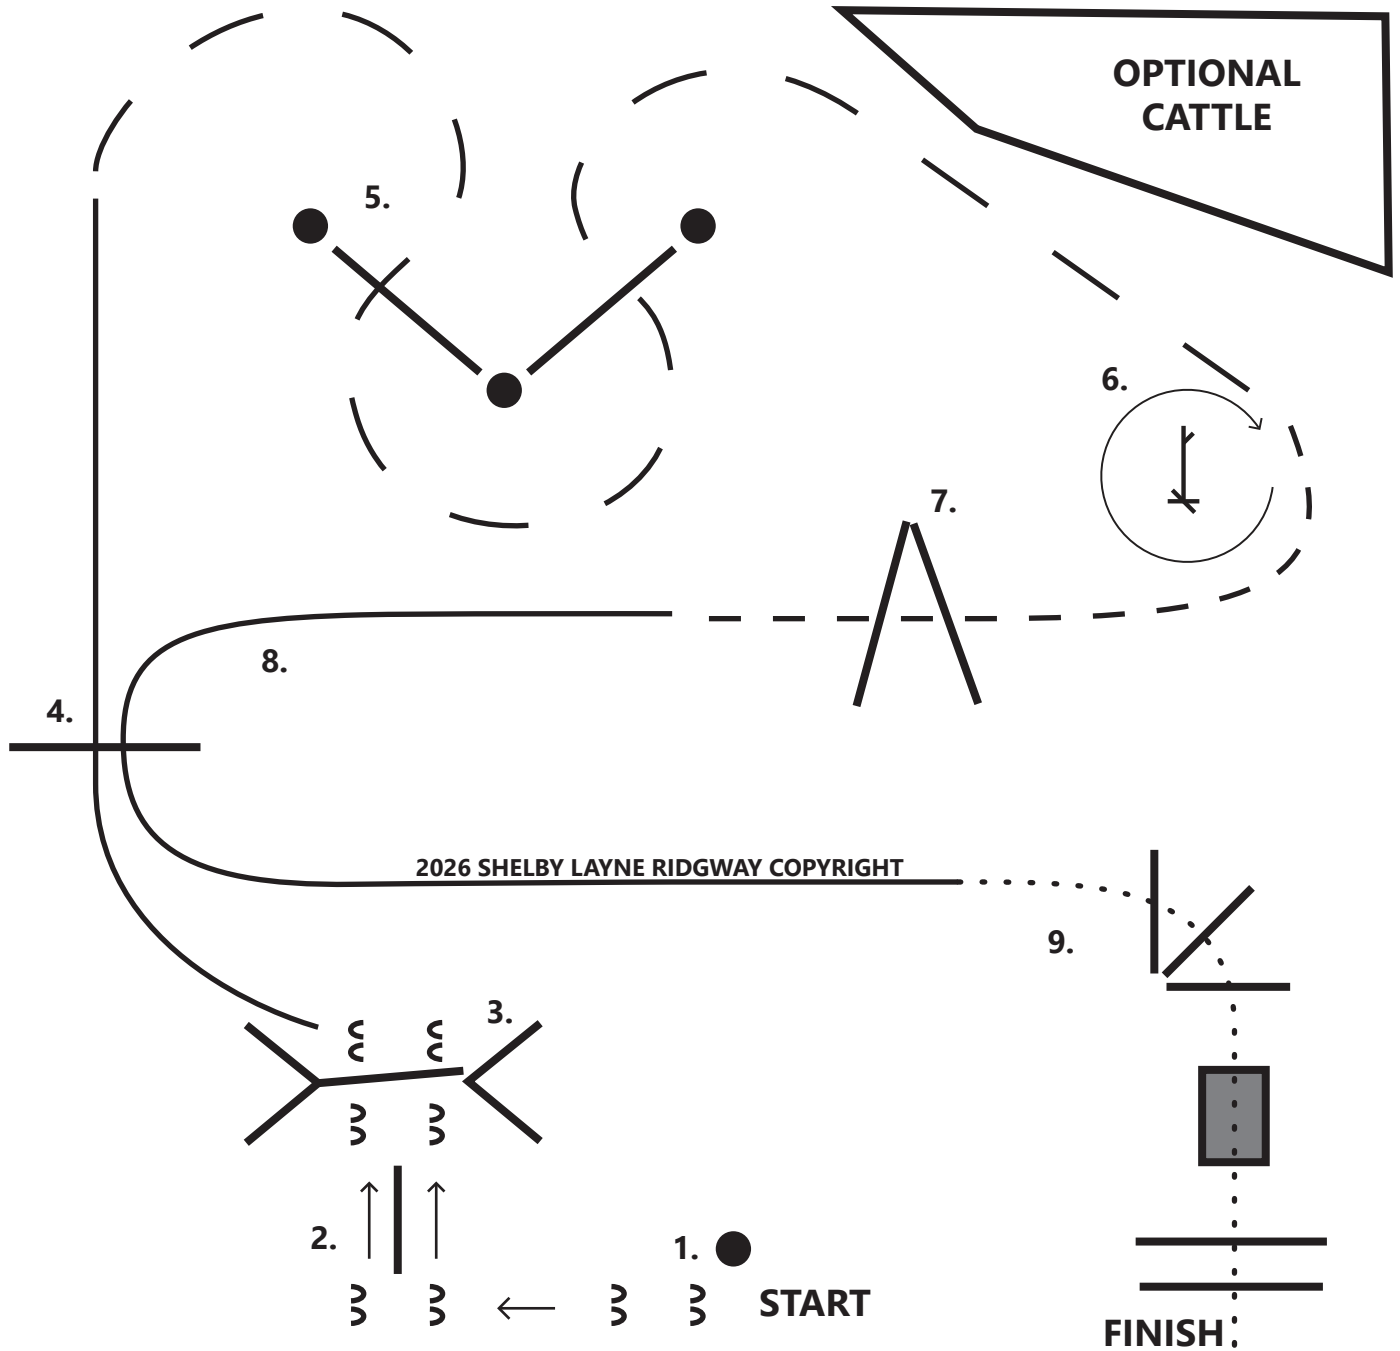 OPTIONAL
CATTLE
5.
6.
7.
8.
4.
2026 SHELBY LAYNE RIDGWAY COPYRIGHT
9.
3.
2.
1.
START
FINISH